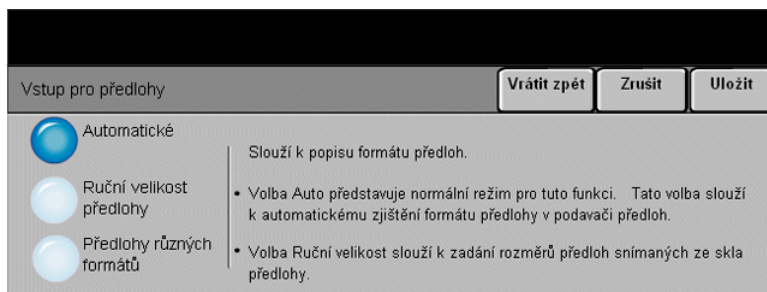 Vstup pro předlohy
Vrátit zpět
Zrušit
Uložit
Automatické
Ruční velikost
předlohy
Předlohy různých
formátů
Slouží k popisu formátu předloh.
• Volba Auto představuje normální režim pro tuto funkci. Tato volba slouží
k automatickému zjištění formátu předlohy v podavači předloh.
• Volba Ruční velikost slouží k zadání rozměrů předloh snímaných ze skla
předlohy.